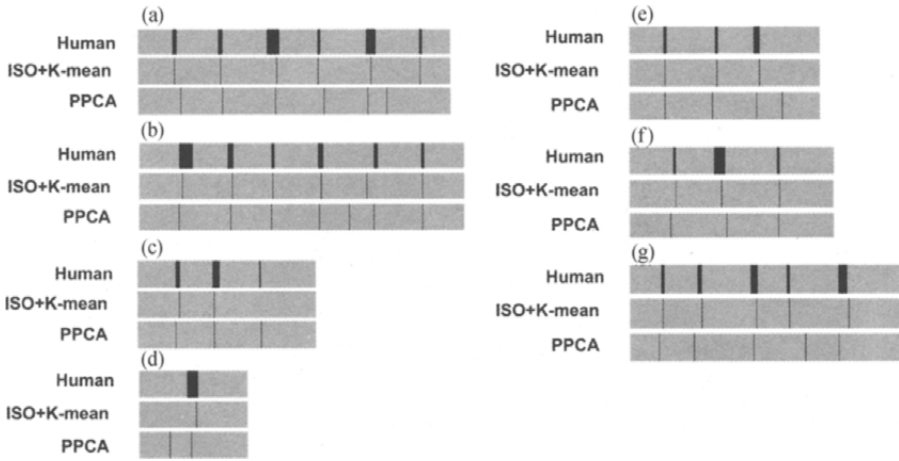 (a)
Human
ISO+K-mean
PPCA
(b)
Human
ISO+K-mean
PPCA
(c)
Human
ISO+K-mean
PPCA
(d)
Human
ISO+K-mean
PPCA
(e)
Human
ISO+K-mean
PPCA
(f)
Human
ISO+K-mean
PPCA
(g)
Human
ISO+K-mean
PPCA